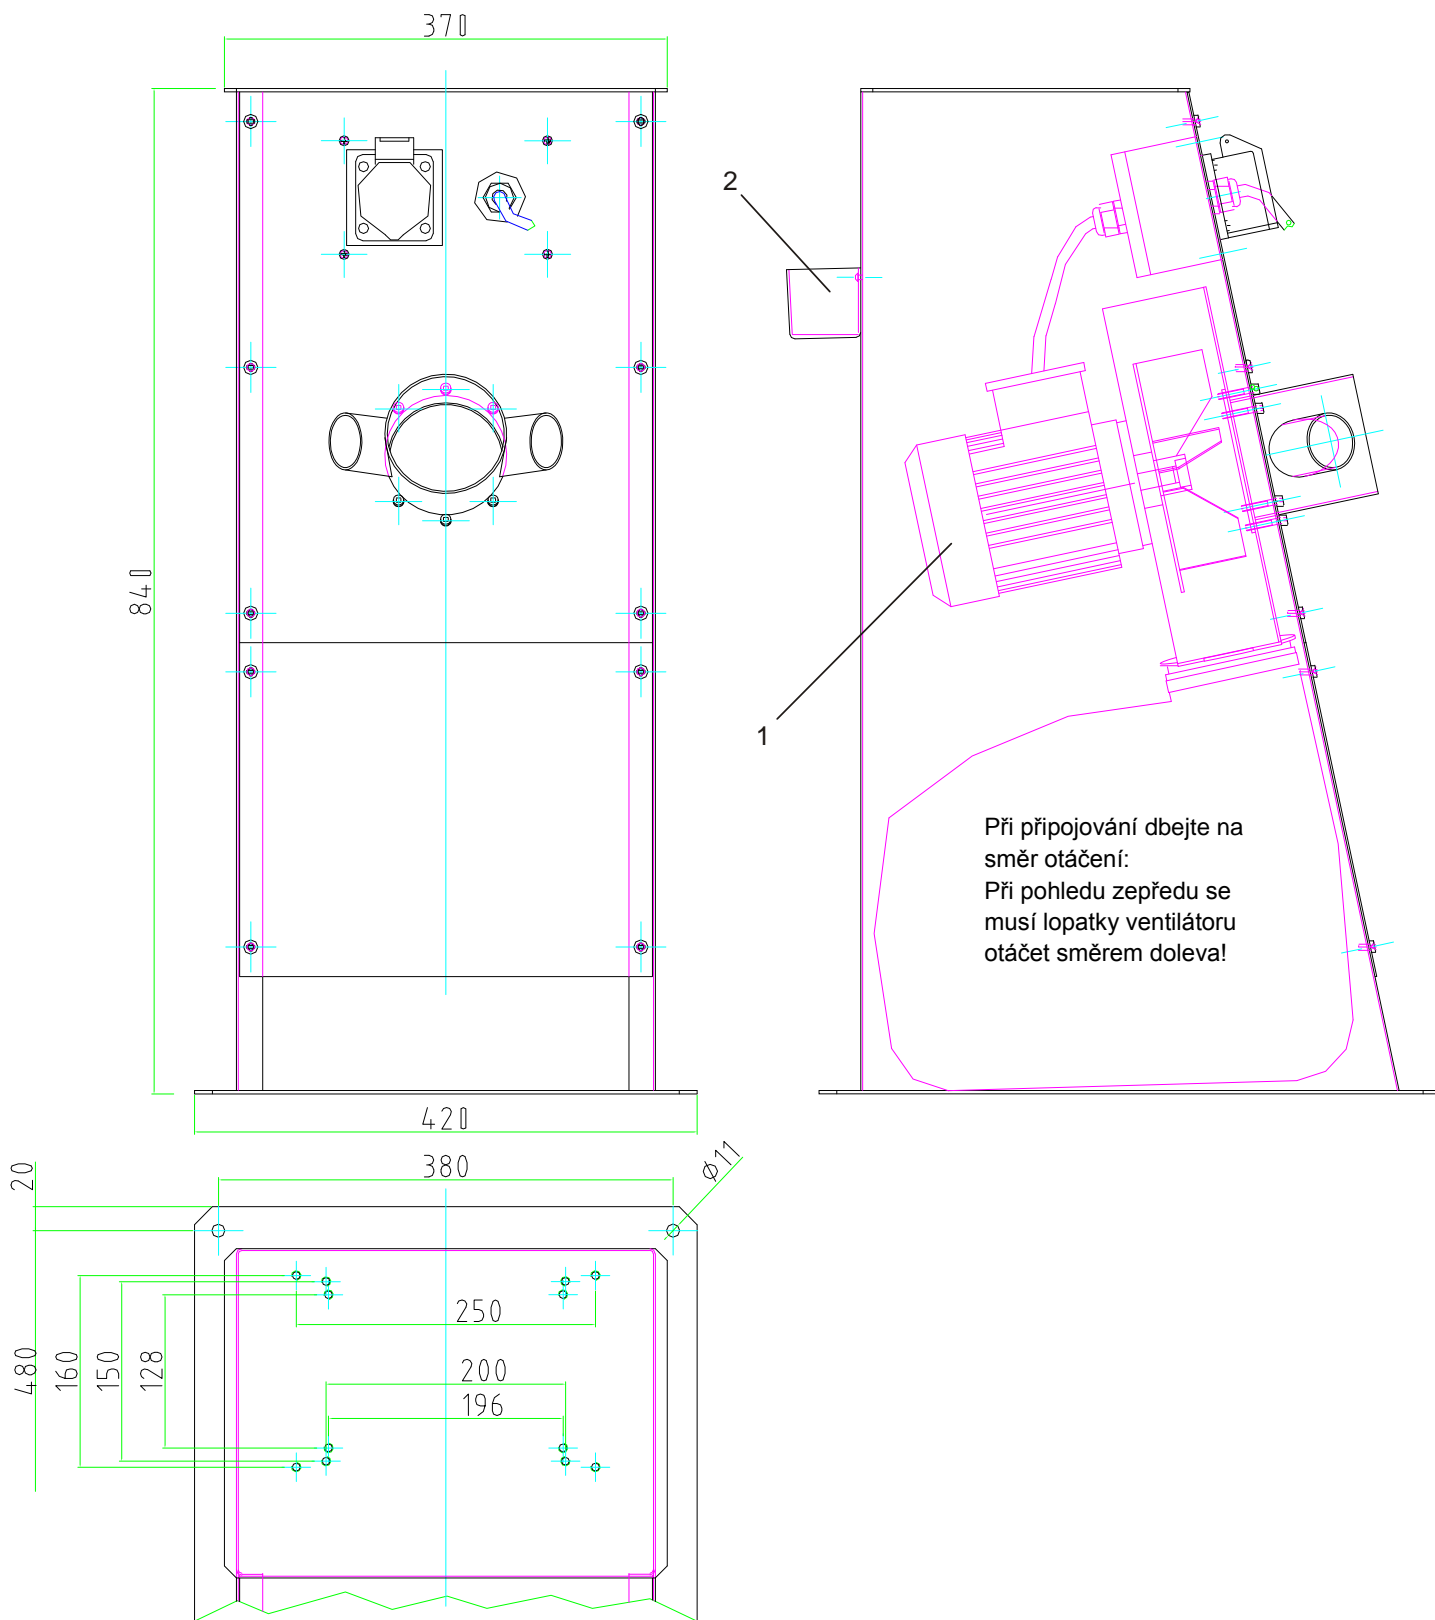 370
2
840
1
Při připojování dbejte na
směr otáčení:
Při pohledu zepředu se
musí lopatky ventilátoru
otáčet směrem doleva!
420
20
380
ϕ11
250
480
160
150
128
200
196